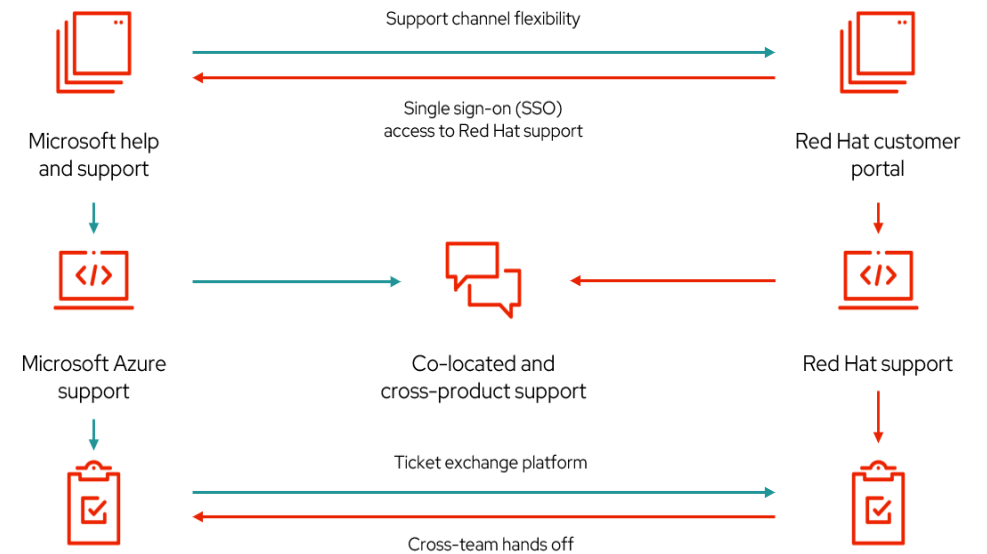 Support channel flexibility
Single sign-on (SSO)
access to Red Hat support
Microsoft help
and support
Red Hat customer
portal
</>
</>
Microsoft Azure
support
Co-located and
cross-product support
Red Hat support
Ticket exchange platform
Cross-team hands off